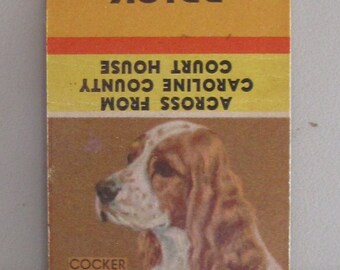 ACROSS FROM
CAROLINE COUNTY
COURT HOUSE
COCKER